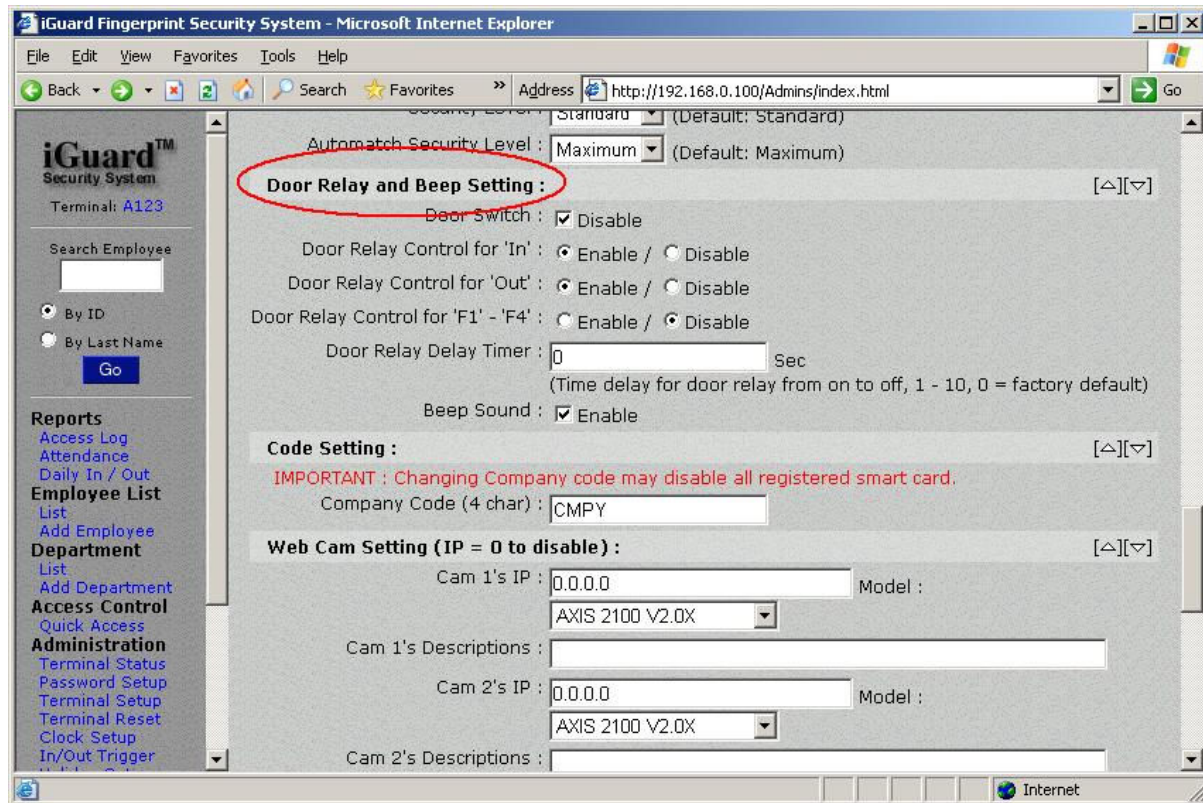 iGuard Fingerprint Security System - Microsoft Internet Explorer
File Edit View Favorites Tools Help
Back Search Favorites » Address http://192.168.0.100/Admins/index.html Go
iGuard™
Security System
Terminal: A123
Search Employee
By ID
By Last Name
Go
Reports
Access Log
Attendance
Daily In / Out
Employee List
List
Add Employee
Department
List
Add Department
Access Control
Quick Access
Administration
Terminal Status
Password Setup
Terminal Setup
Terminal Reset
Clock Setup
In/Out Trigger
Security Level : Standard (Default: Standard)
Automatch Security Level : Maximum (Default: Maximum)
Door Relay and Beep Setting : [△][▽]
Door Switch : Disable
Door Relay Control for 'In' : Enable / Disable
Door Relay Control for 'Out' : Enable / Disable
Door Relay Control for 'F1' - 'F4' : Enable / Disable
Door Relay Delay Timer : 0 Sec
(Time delay for door relay from on to off, 1 - 10, 0 = factory default)
Beep Sound : Enable
Code Setting : [△][▽]
IMPORTANT : Changing Company code may disable all registered smart card.
Company Code (4 char) : CMPY
Web Cam Setting (IP = 0 to disable) : [△][▽]
Cam 1's IP : 0.0.0.0 Model :
AXIS 2100 V2.0X
Cam 1's Descriptions :
Cam 2's IP : 0.0.0.0 Model :
AXIS 2100 V2.0X
Cam 2's Descriptions :
Internet